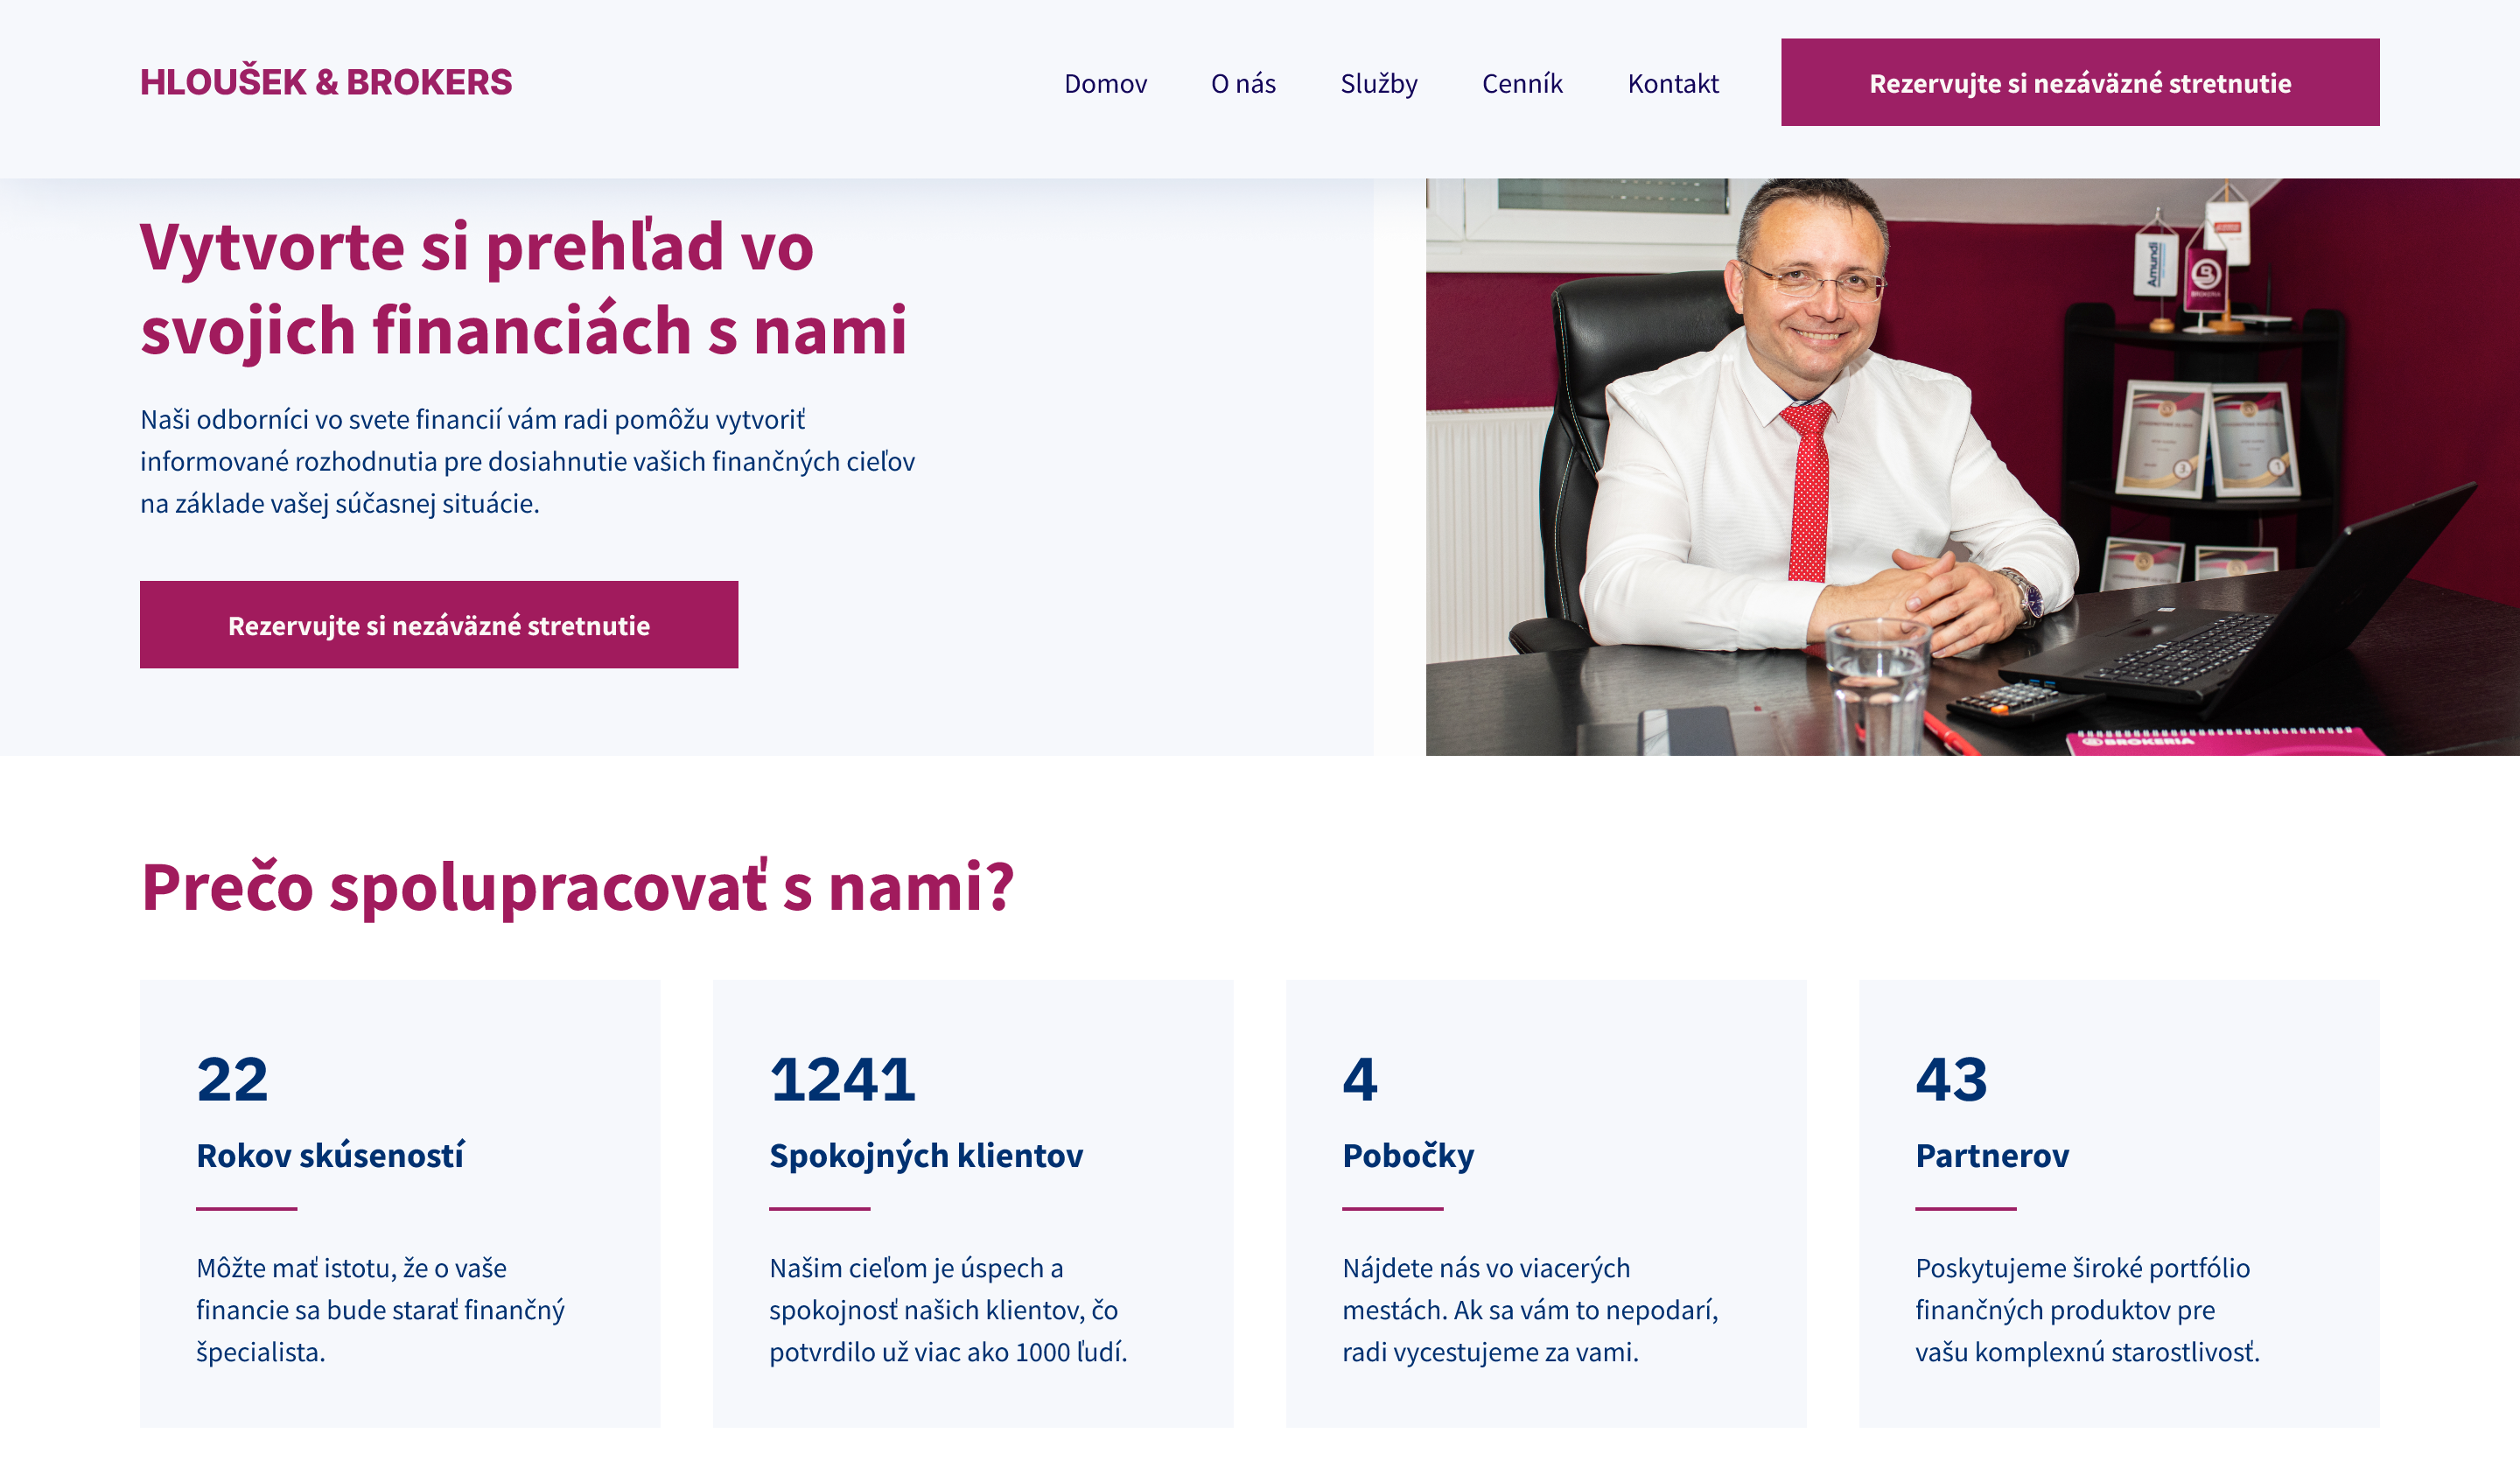 HLOUŠEK & BROKERS
Domov
O nás
Služby
Cenník
Kontakt
Rezervujte si nezáväzné stretnutie
Vytvorte si prehľad vo
svojich financiách s nami
Naši odborníci vo svete financií vám radi pomôžu vytvoriť
informované rozhodnutia pre dosiahnutie vašich finančných cieľov
na základe vašej súčasnej situácie.
Rezervujte si nezáväzné stretnutie
Amundi
BROKERIA
BROKERIA
Prečo spolupracovať s nami?
22
Rokov skúseností
Môžte mať istotu, že o vaše
financie sa bude starať finančný
špecialista.
1241
Spokojných klientov
Našim cieľom je úspech a
spokojnosť našich klientov, čo
potvrdilo už viac ako 1000 ľudí.
4
Pobočky
Nájdete nás vo viacerých
mestách. Ak sa vám to nepodarí,
radi vycestujeme za vami.
43
Partnerov
Poskytujeme široké portfólio
finančných produktov pre
vašu komplexnú starostlivosť.